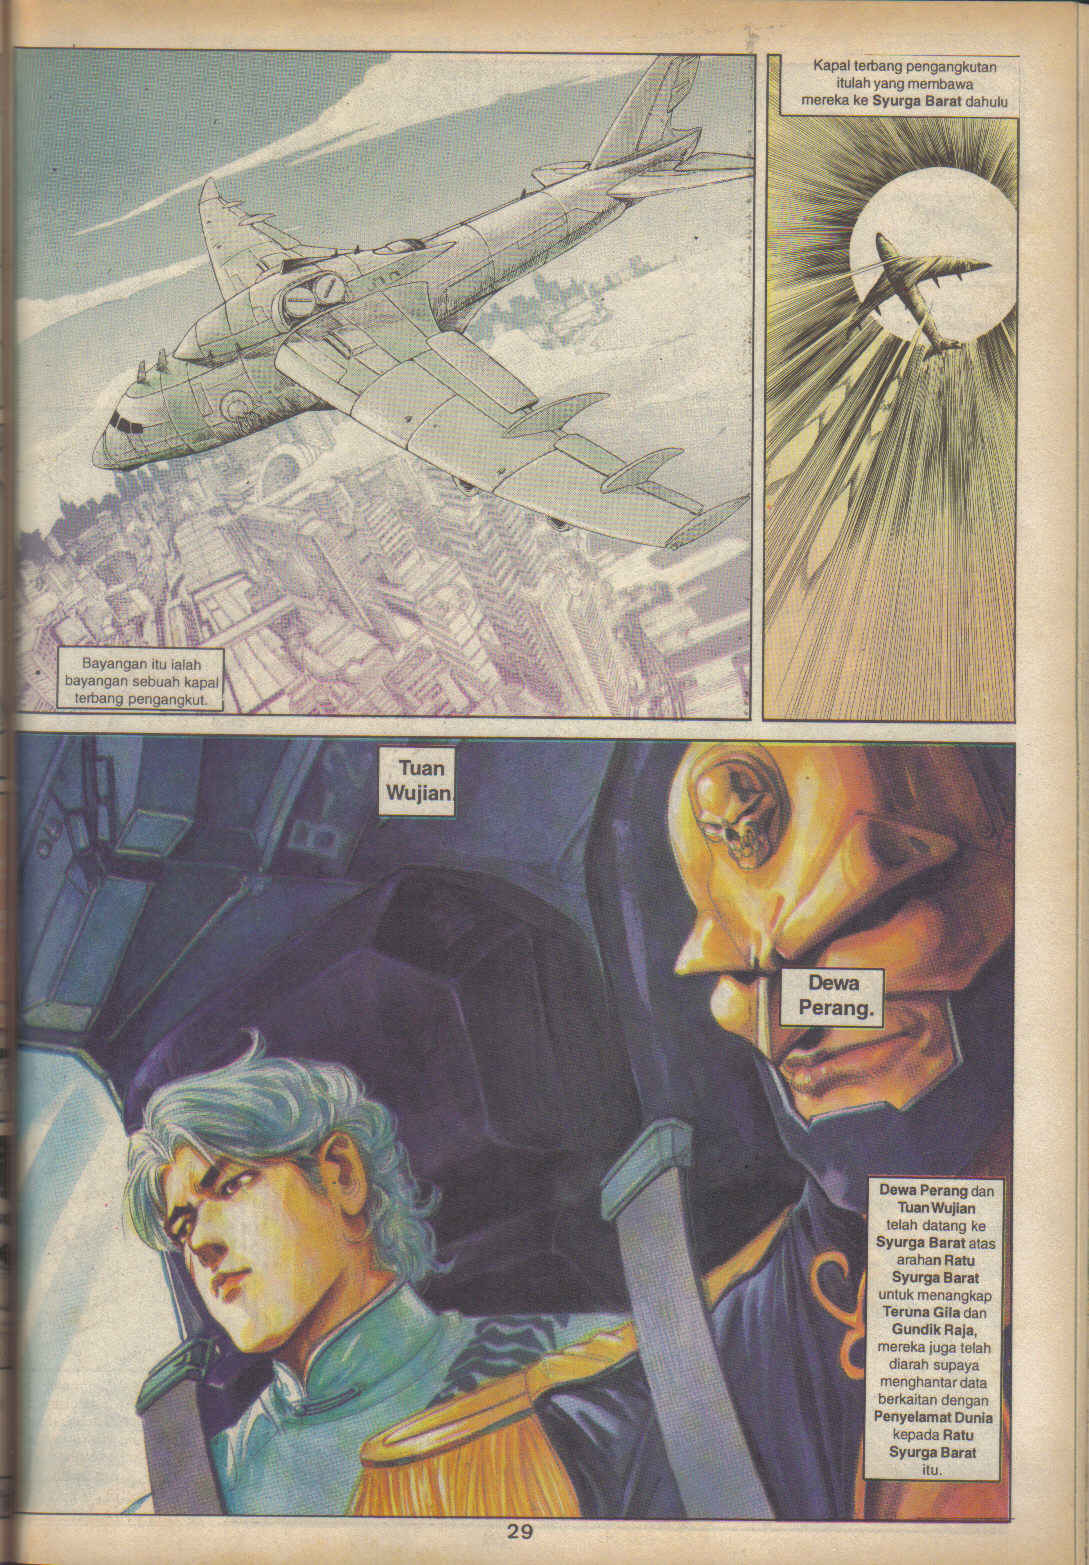 Kapal terbang pengangkutan
itulah yang membawa
mereka ke Syurga Barat dahulu
Bayangan itu ialah
bayangan sebuah kapal
terbang pengangkut.
Tuan
Wujian.
Dewa
Perang.
Dewa Perang dan
Tuan Wujian
telah datang ke
Syurga Barat atas
arahan Ratu
Syurga Barat
untuk menangkap
Teruna Gila dan
Gundik Raja,
mereka juga telah
diarah supaya
menghantar data
berkaitan dengan
Penyelamat Dunia
kepada Ratu
Syurga Barat
itu.
29